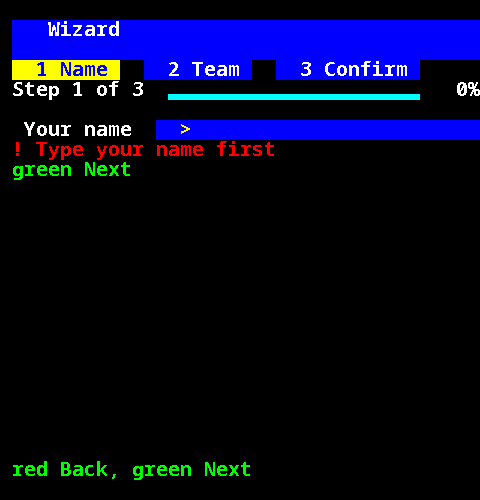 Wizard
1 Name 2 Team 3 Confirm
Step 1 of 3 0%
Your name >
! Type your name first
green Next
red Back, green Next